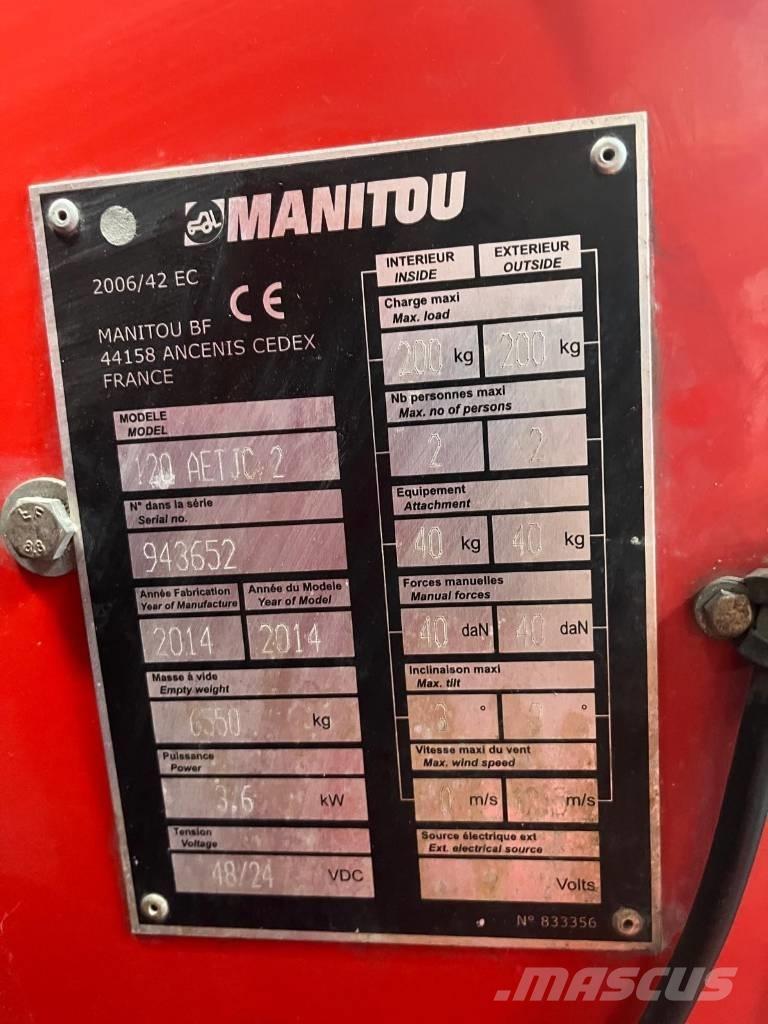 MANITOU
2006/42 EC
CE
MANITOU BF
44158 ANCENIS CEDEX
FRANCE
MODELE
MODEL
120 AETJC 2
N° dans la série
Serial no.
943652
Année Fabrication
Year of Manufacture
2014
Année du Modele
Year of Model
2014
Masse à vide
Empty weight
6550 kg
Puissance
Power
3.6 kW
Tension
Voltage
48/24 VDC
INTERIEUR
INSIDE
EXTERIEUR
OUTSIDE
Charge maxi
Max. load
200 kg 200 kg
Nb personnes maxi
Max. no of persons
2 2
Equipement
Attachment
40 kg 40 kg
Forces manuelles
Manual forces
40 daN 40 daN
Inclinaison maxi
Max. tilt
3 ° 3 °
Vitesse maxi du vent
Max. wind speed
0 m/s m/s
Source électrique ext
Ext. electrical source
Volts
N° 833356
MASCUS